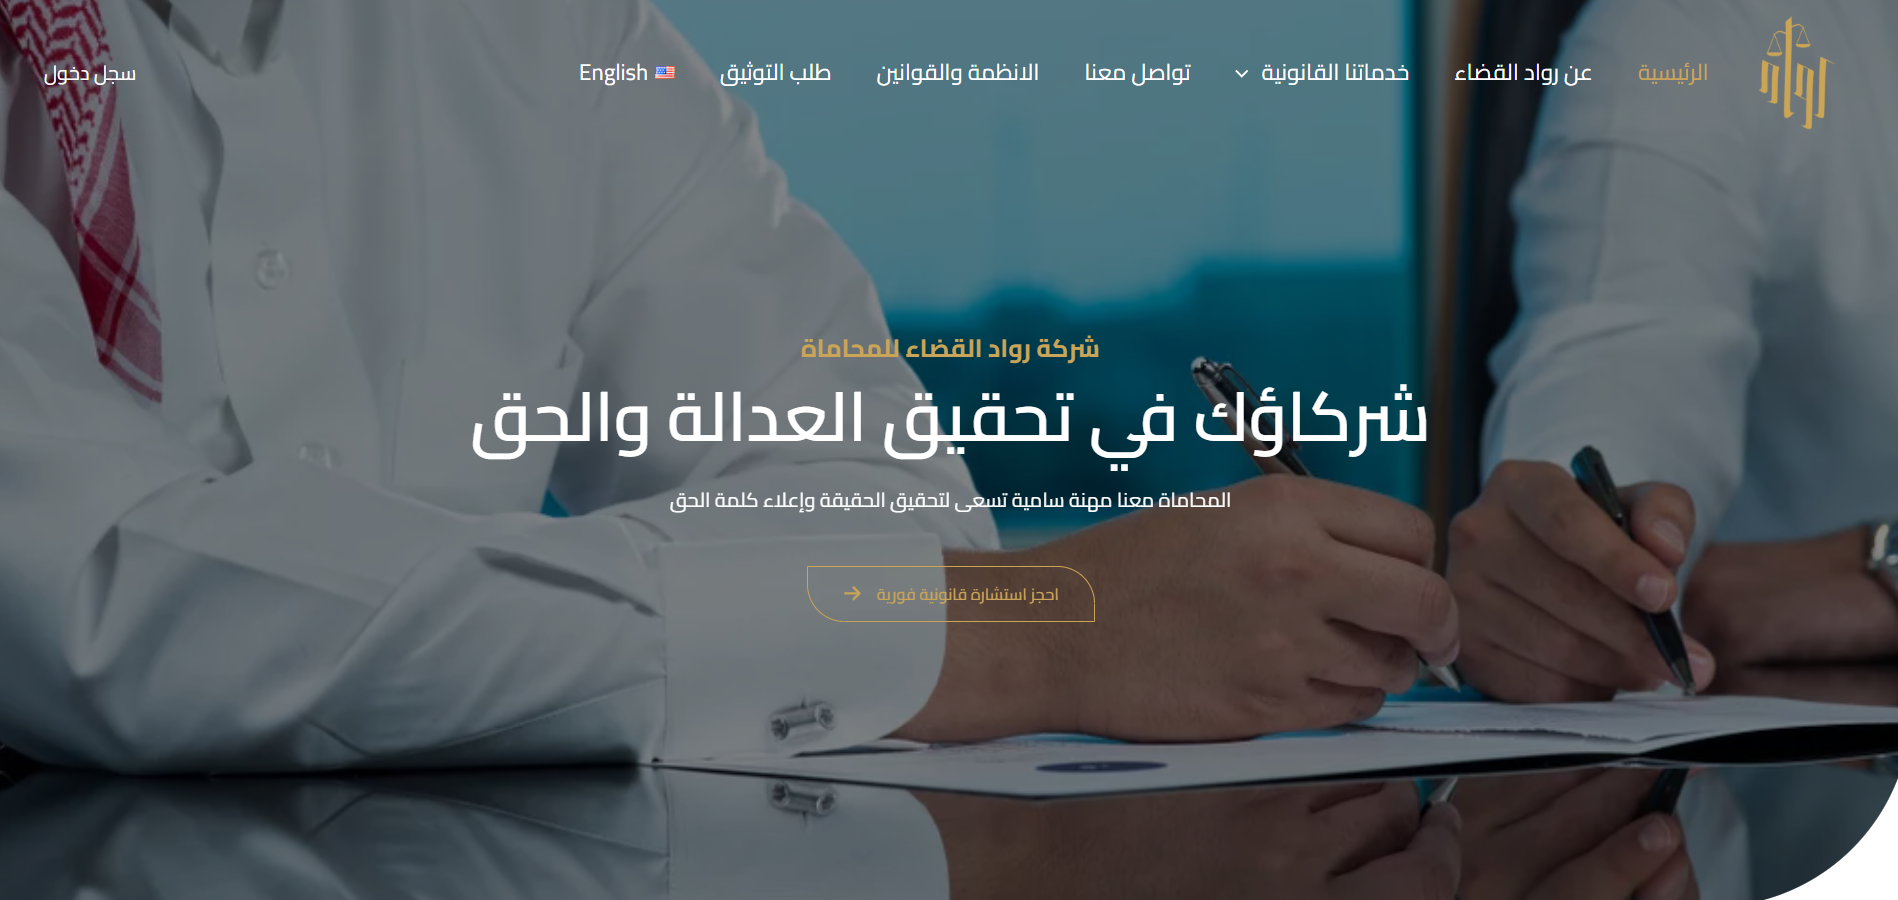 الرئيسية
عن رواد القضاء
خدماتنا القانونية
تواصل معنا
الانظمة والقوانين
طلب التوثيق
English
سجل دخول
رواد
شركة رواد القضاء للمحاماة
شركاؤك في تحقيق العدالة والحق
المحاماة معنا مهنة سامية تسعى لتحقيق الحقيقة وإعلاء كلمة الحق
احجز استشارة قانونية فورية